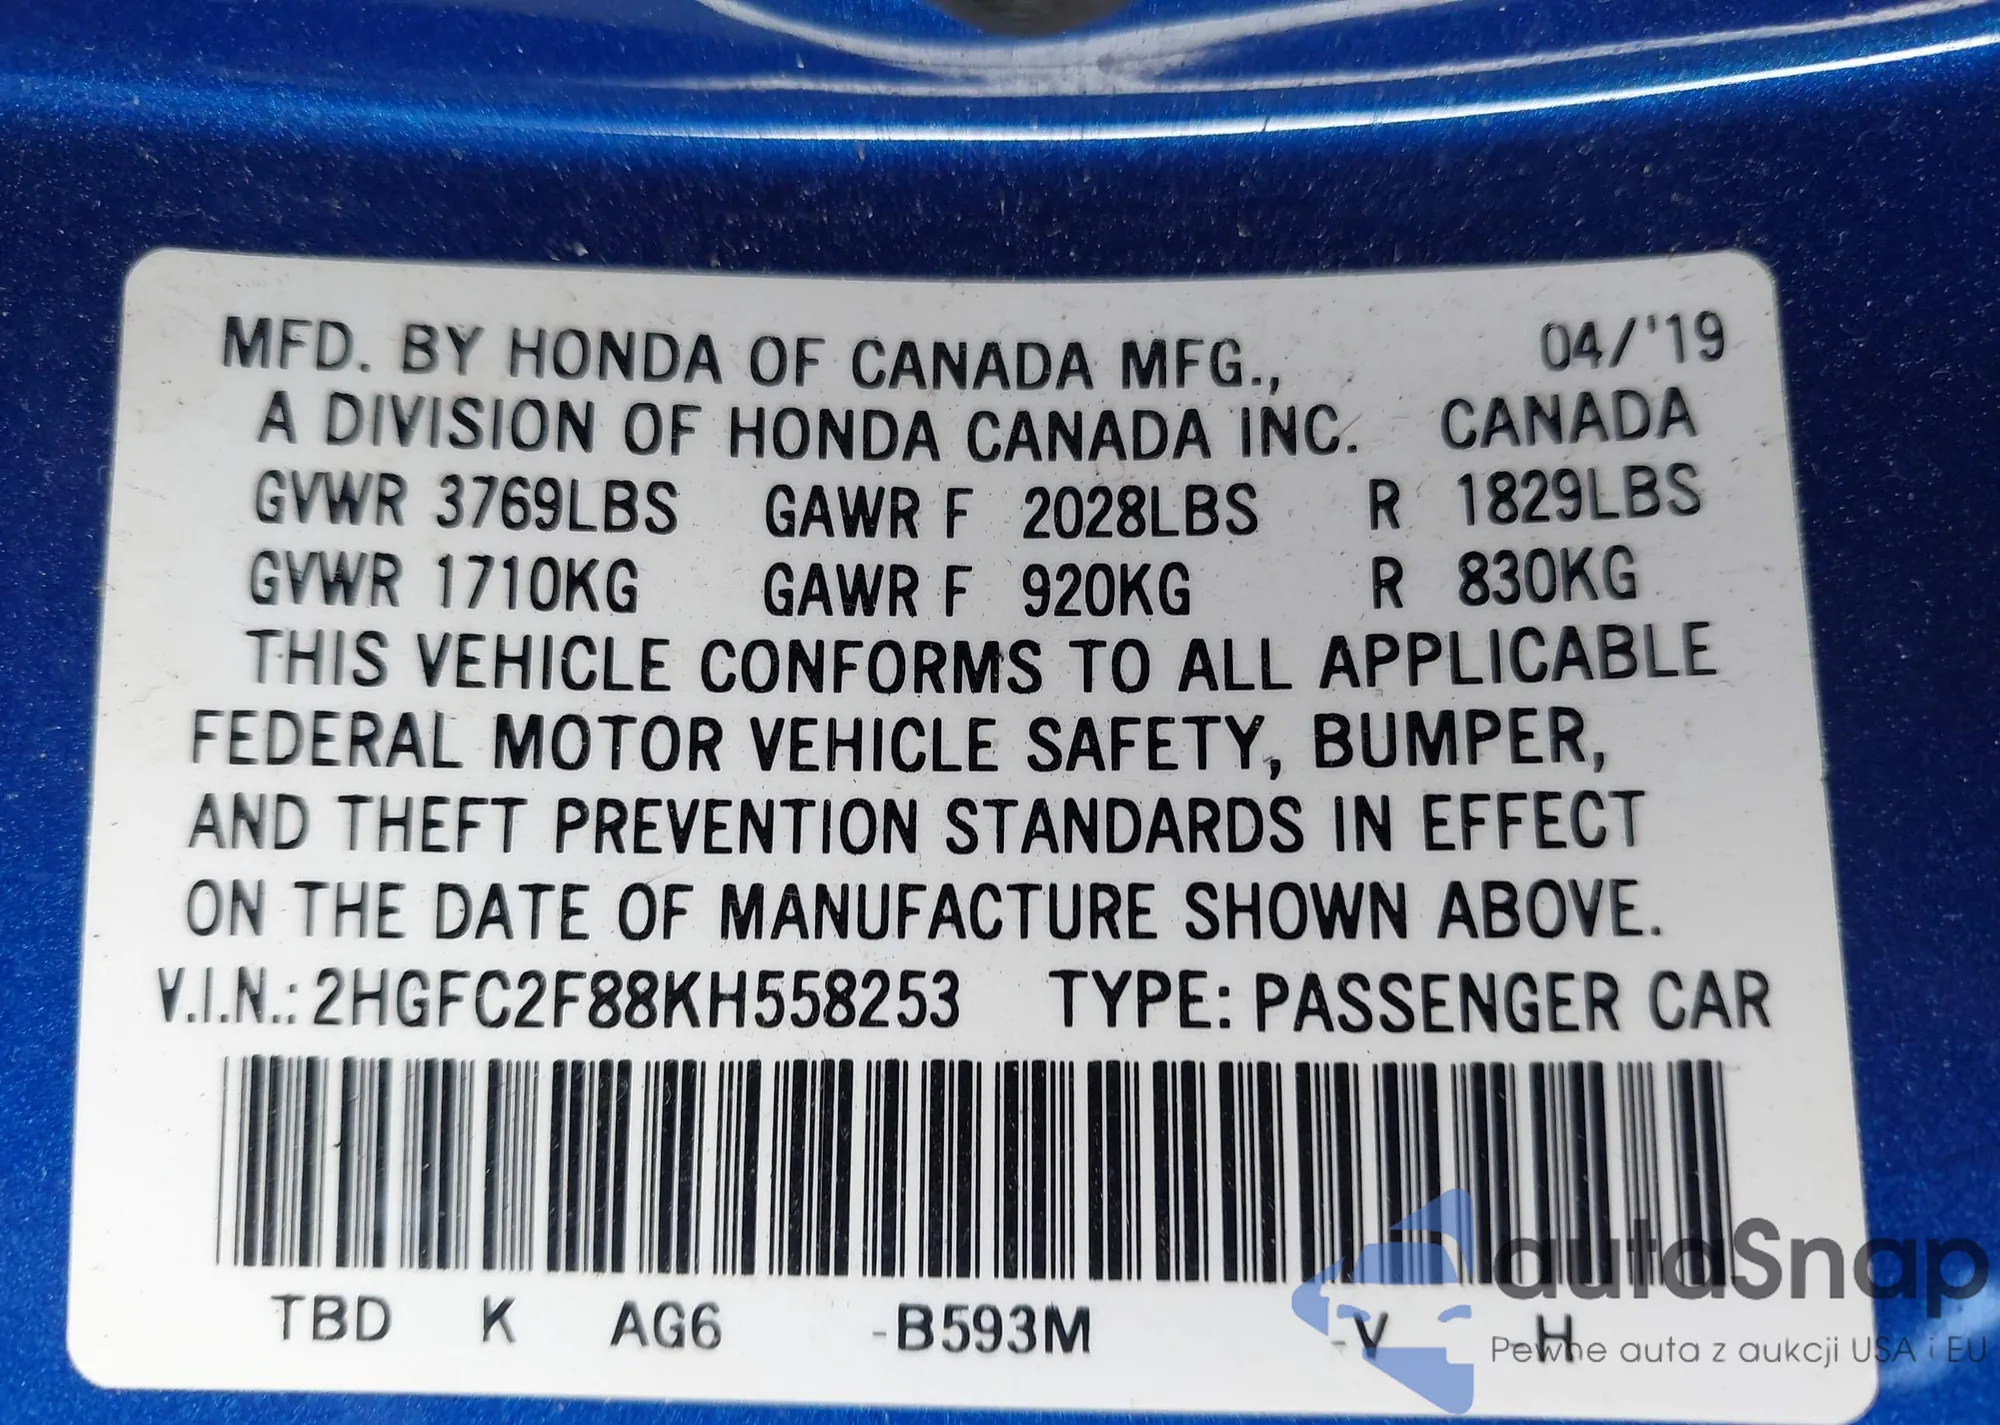 MFD. BY HONDA OF CANADA MFG., 04/'19
A DIVISION OF HONDA CANADA INC. CANADA
GVWR 3769LBS GAWR F 2028LBS R 1829LBS
GVWR 1710KG GAWR F 920KG R 830KG
THIS VEHICLE CONFORMS TO ALL APPLICABLE
FEDERAL MOTOR VEHICLE SAFETY, BUMPER,
AND THEFT PREVENTION STANDARDS IN EFFECT
ON THE DATE OF MANUFACTURE SHOWN ABOVE.
V.I.N.: 2HGFC2F88KH558253 TYPE: PASSENGER CAR
TBD K AG6 -B593M -V -H
autaSnap
Pewne auta z aukcji USA i EU